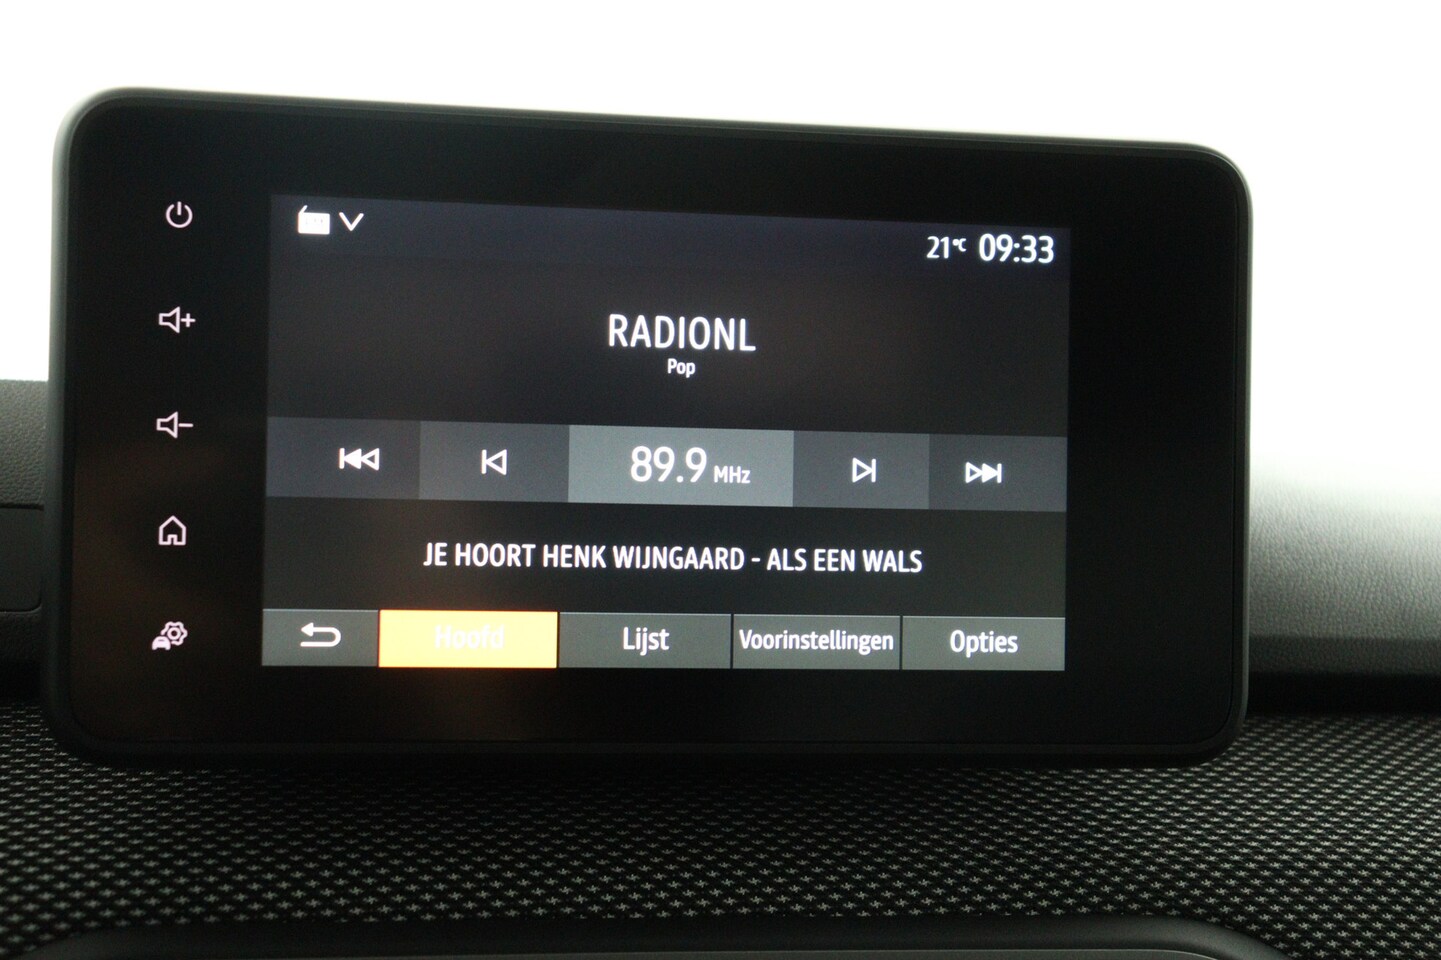 21°C 09:33
RADIONL
Pop
89.9 MHz
JE HOORT HENK WIJNGAARD - ALS EEN WALS
Hoofd Lijst Voorinstellingen Opties